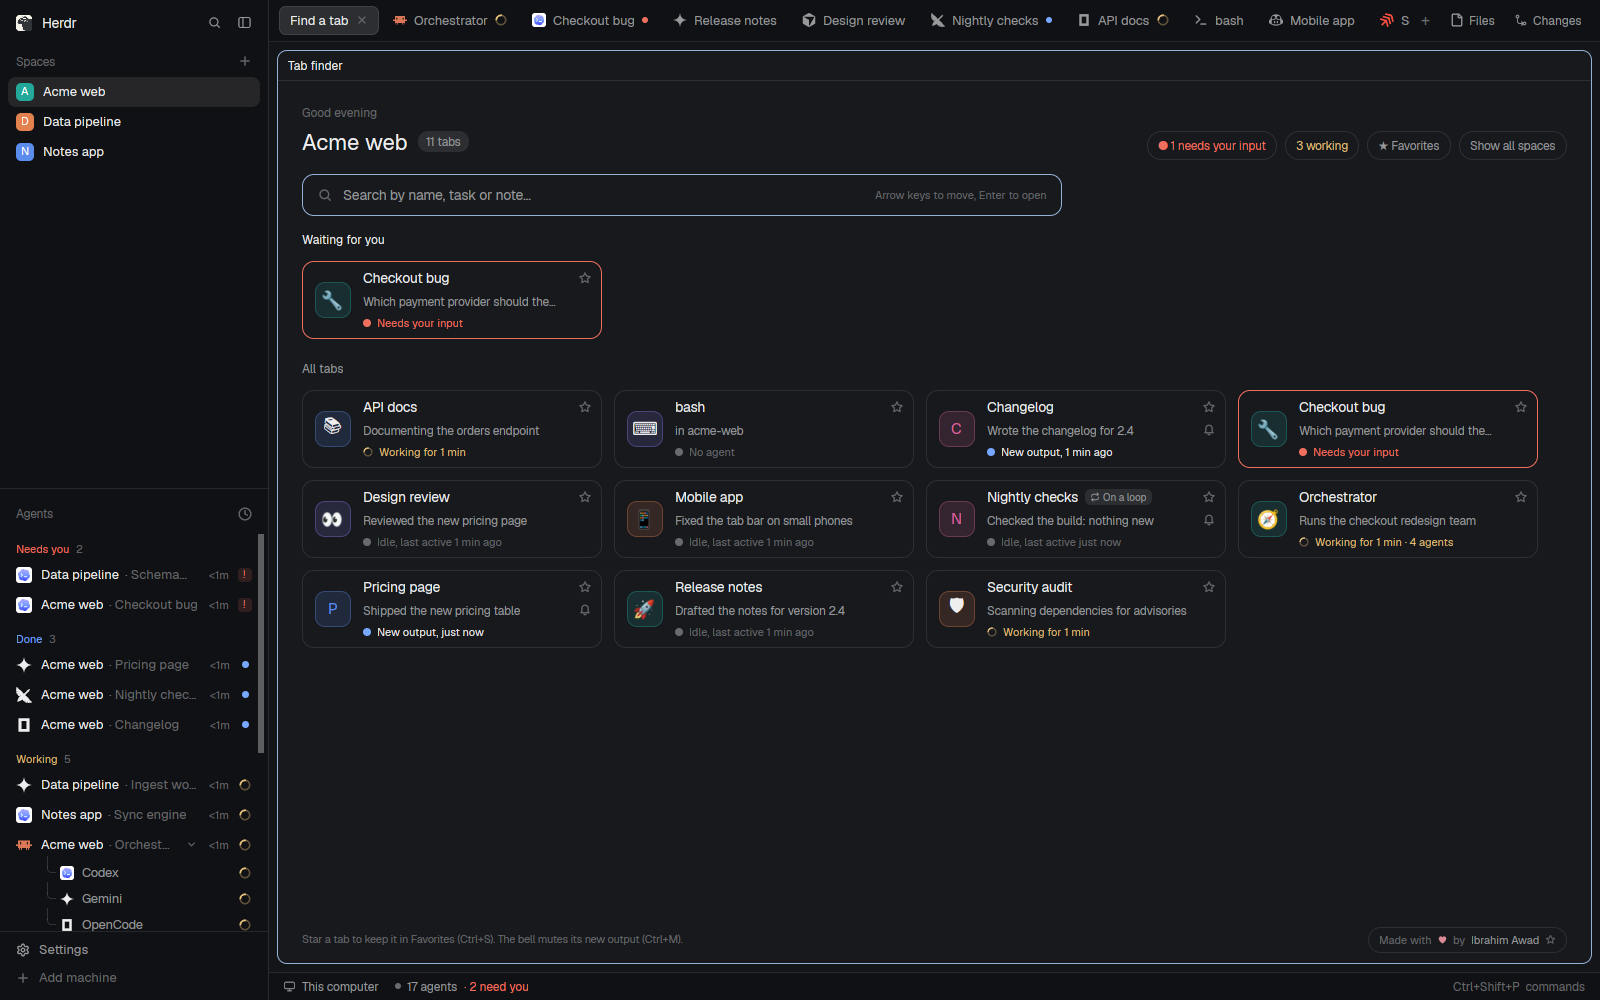 Herdr
Spaces
A Acme web
D Data pipeline
N Notes app
Agents
Needs you 2
Data pipeline · Schema... <1m !
Acme web · Checkout bug <1m !
Done 3
Acme web · Pricing page <1m
Acme web · Nightly chec... <1m
Acme web · Changelog <1m
Working 5
Data pipeline · Ingest wo... <1m
Notes app · Sync engine <1m
Acme web · Orchest... <1m
Codex
Gemini
OpenCode
Settings
Add machine
Find a tab
Orchestrator
Checkout bug
Release notes
Design review
Nightly checks
API docs
bash
Mobile app
S
Files
Changes
Tab finder
Good evening
Acme web 11 tabs
1 needs your input
3 working
★ Favorites
Show all spaces
Search by name, task or note...
Arrow keys to move, Enter to open
Waiting for you
Checkout bug
Which payment provider should the...
Needs your input
All tabs
API docs
Documenting the orders endpoint
Working for 1 min
bash
in acme-web
No agent
C
Changelog
Wrote the changelog for 2.4
New output, 1 min ago
Checkout bug
Which payment provider should the...
Needs your input
Design review
Reviewed the new pricing page
Idle, last active 1 min ago
Mobile app
Fixed the tab bar on small phones
Idle, last active 1 min ago
N
Nightly checks On a loop
Checked the build: nothing new
Idle, last active just now
Orchestrator
Runs the checkout redesign team
Working for 1 min · 4 agents
P
Pricing page
Shipped the new pricing table
New output, just now
Release notes
Drafted the notes for version 2.4
Idle, last active 1 min ago
Security audit
Scanning dependencies for advisories
Working for 1 min
Star a tab to keep it in Favorites (Ctrl+S). The bell mutes its new output (Ctrl+M).
Made with ♥ by Ibrahim Awad
This computer
17 agents · 2 need you
Ctrl+Shift+P commands